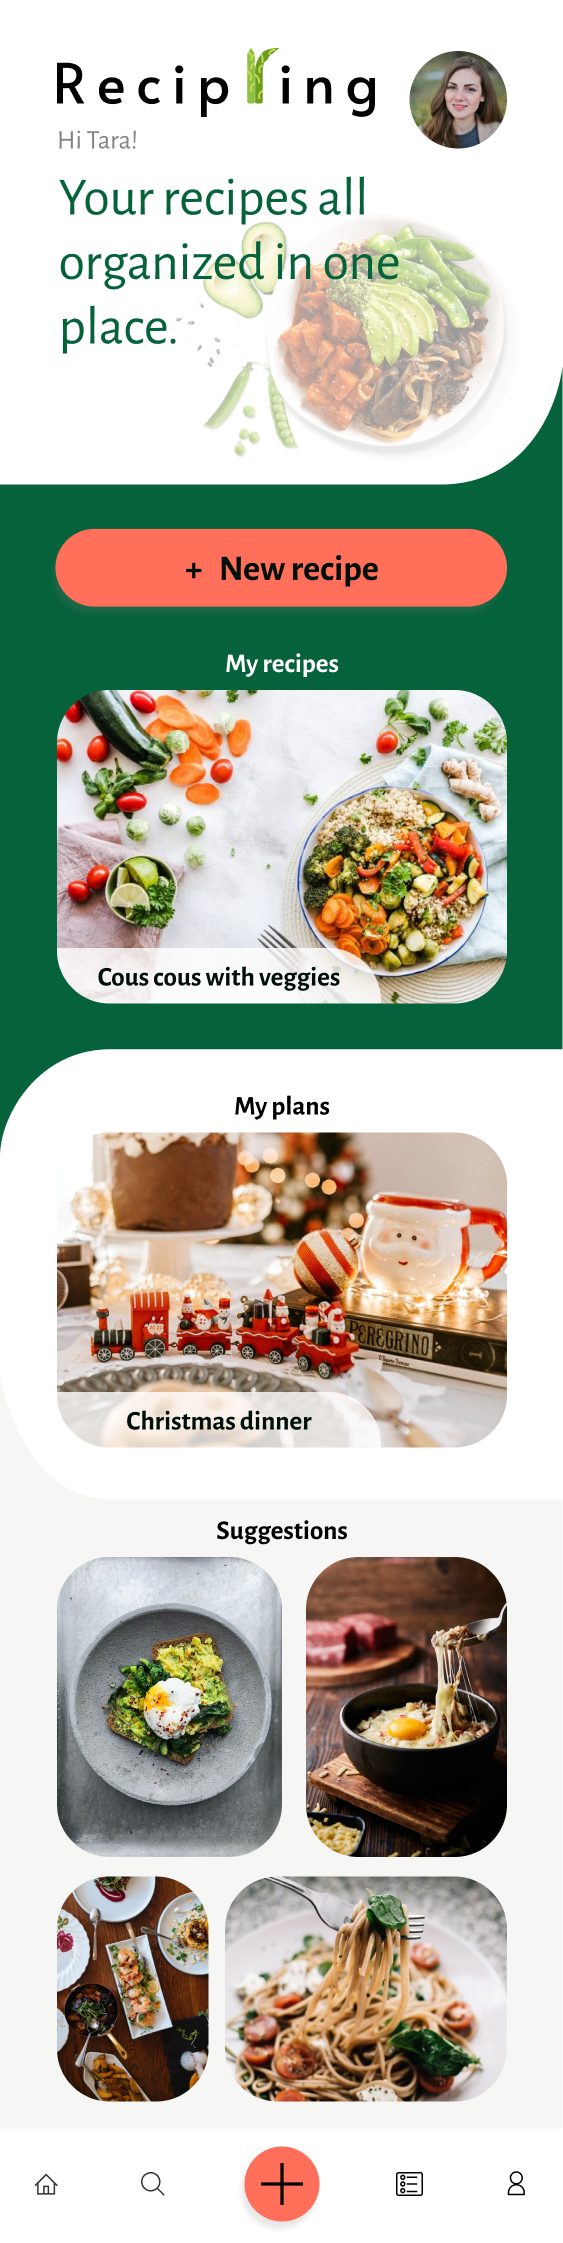 Recipring
Hi Tara!
Your recipes all
organized in one
place.
+ New recipe
My recipes
Cous cous with veggies
My plans
PEREGRINO
Christmas dinner
Suggestions